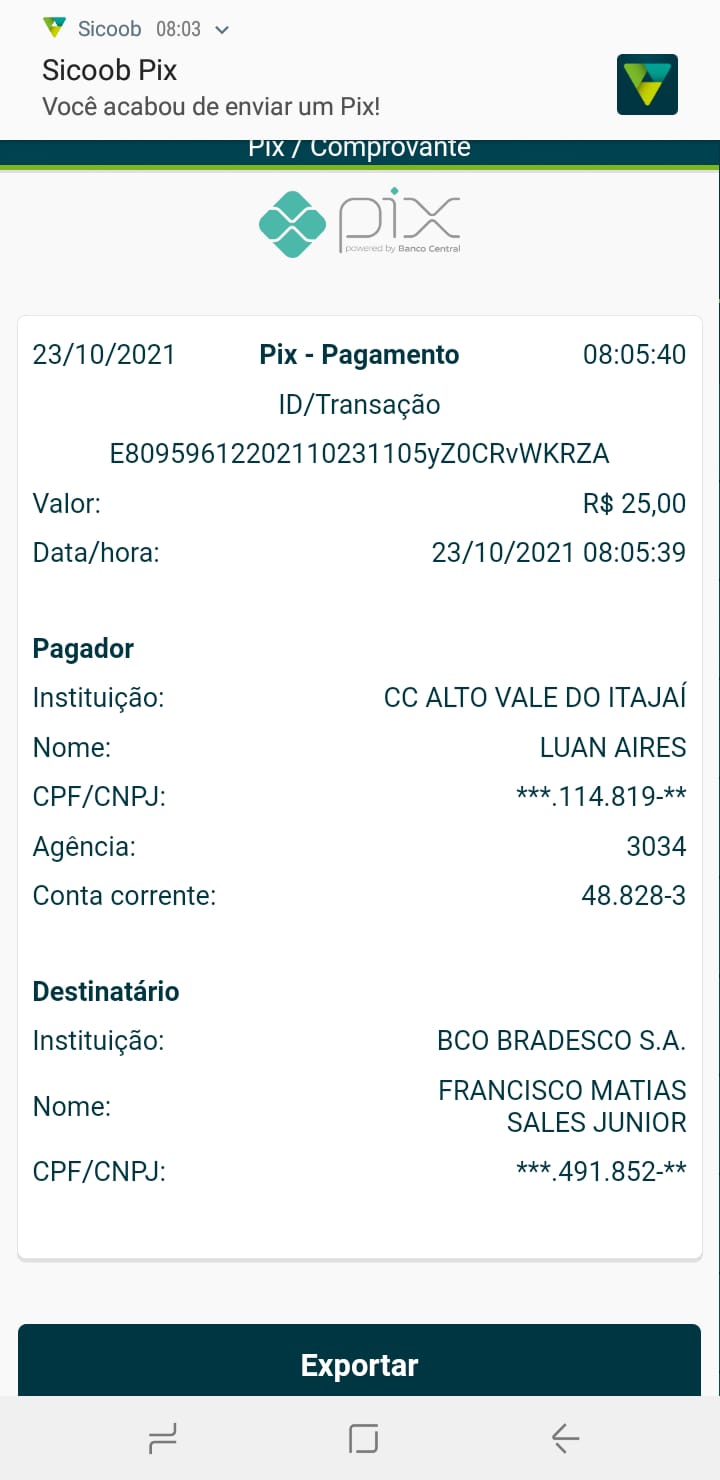 Sicoob 08:03
Sicoob Pix
Você acabou de enviar um Pix!
Pix / Comprovante
pix
powered by Banco Central
23/10/2021 Pix - Pagamento 08:05:40
ID/Transação
E80959612202110231105yZ0CRvWKRZA
Valor: R$ 25,00
Data/hora: 23/10/2021 08:05:39
Pagador
Instituição: CC ALTO VALE DO ITAJAÍ
Nome: LUAN AIRES
CPF/CNPJ: ***.114.819-**
Agência: 3034
Conta corrente: 48.828-3
Destinatário
Instituição: BCO BRADESCO S.A.
Nome: FRANCISCO MATIAS
SALES JUNIOR
CPF/CNPJ: ***.491.852-**
Exportar